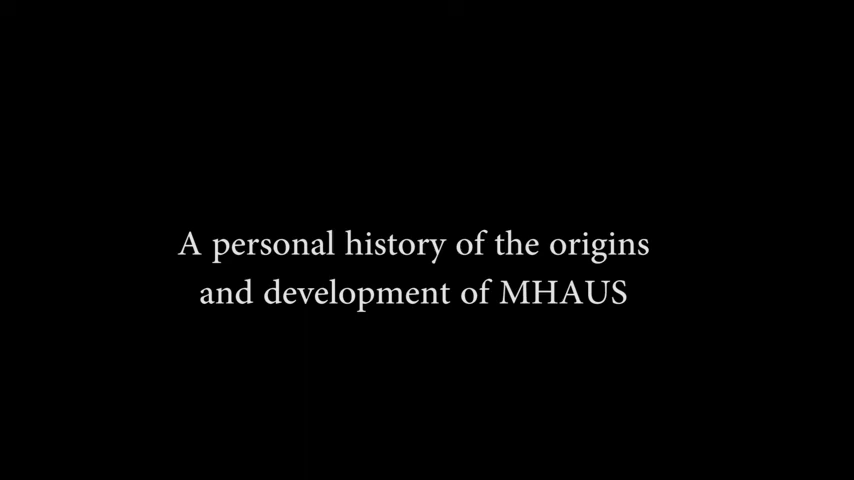 A personal history of the origins
and development of MHAUS